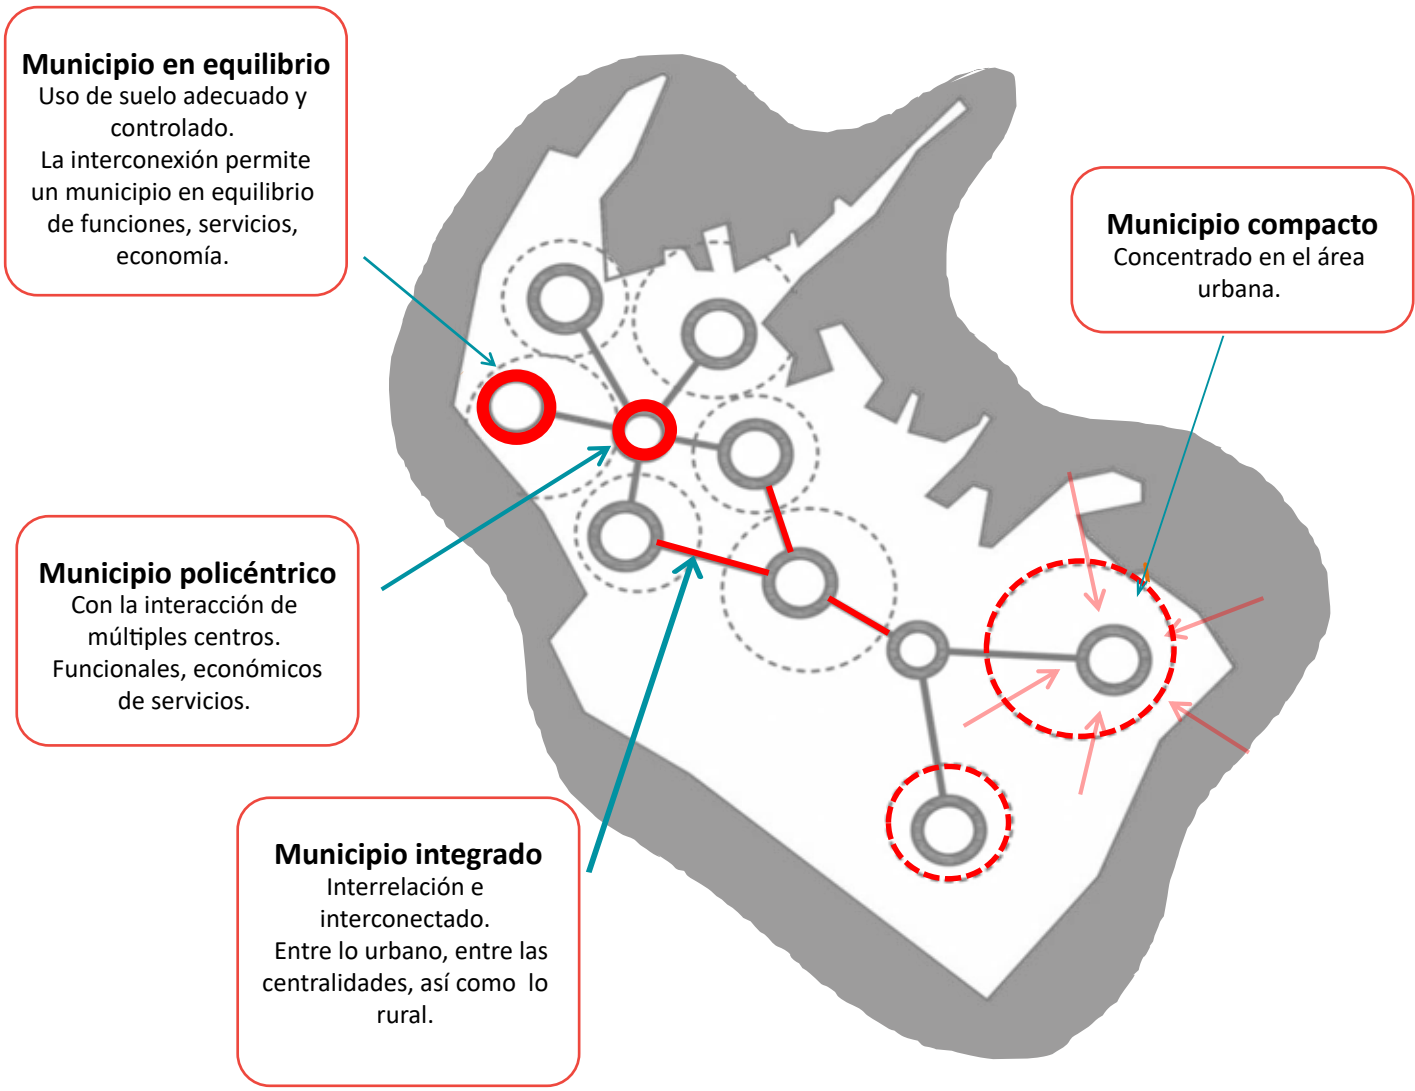 Municipio en equilibrio
Uso de suelo adecuado y
controlado.
La interconexión permite
un municipio en equilibrio
de funciones, servicios,
economía.
Municipio compacto
Concentrado en el área
urbana.
Municipio policéntrico
Con la interacción de
múltiples centros.
Funcionales, económicos
de servicios.
Municipio integrado
Interrelación e
interconectado.
Entre lo urbano, entre las
centralidades, así como lo
rural.